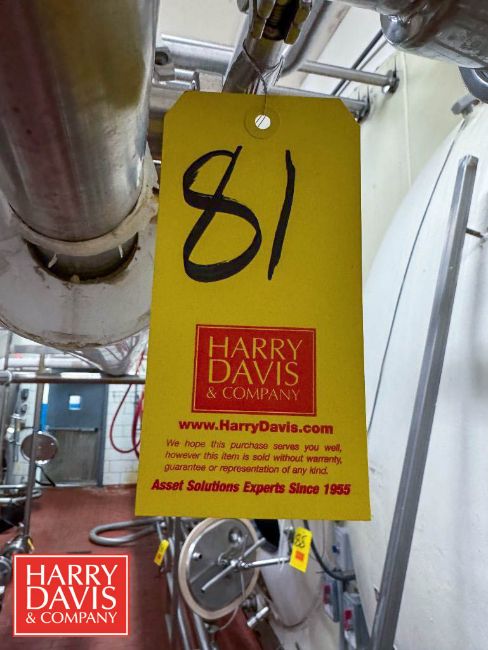 81
HARRY
DAVIS
& COMPANY
www.HarryDavis.com
We hope this purchase serves you well,
however this item is sold without warranty,
guarantee or representation of any kind.
Asset Solutions Experts Since 1955
HARRY
DAVIS
& COMPANY